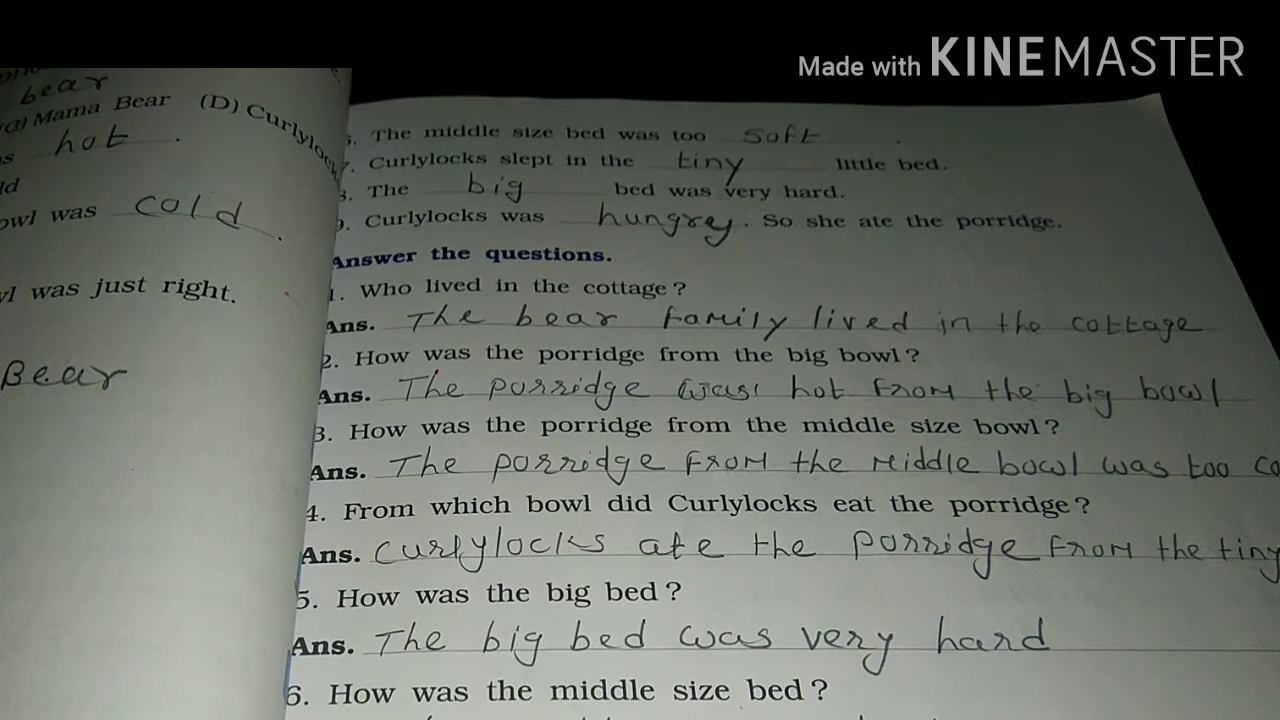 Made with KINEMASTER
bear
Mama Bear (D) Curlylock
hot .
owl was cold .
was just right.
Bear
The middle size bed was too soft .
7. Curlylocks slept in the tiny little bed.
The big bed was very hard.
Curlylocks was hungrey. So she ate the porridge.
Answer the questions.
1. Who lived in the cottage?
Ans. The bear family lived in the cottage
2. How was the porridge from the big bowl?
Ans. The porridge was hot from the big bowl
3. How was the porridge from the middle size bowl?
Ans. The porridge from the middle bowl was too co
4. From which bowl did Curlylocks eat the porridge?
Ans. curlylocks ate the porridge from the tiny
5. How was the big bed?
Ans. The big bed was very hard
6. How was the middle size bed?